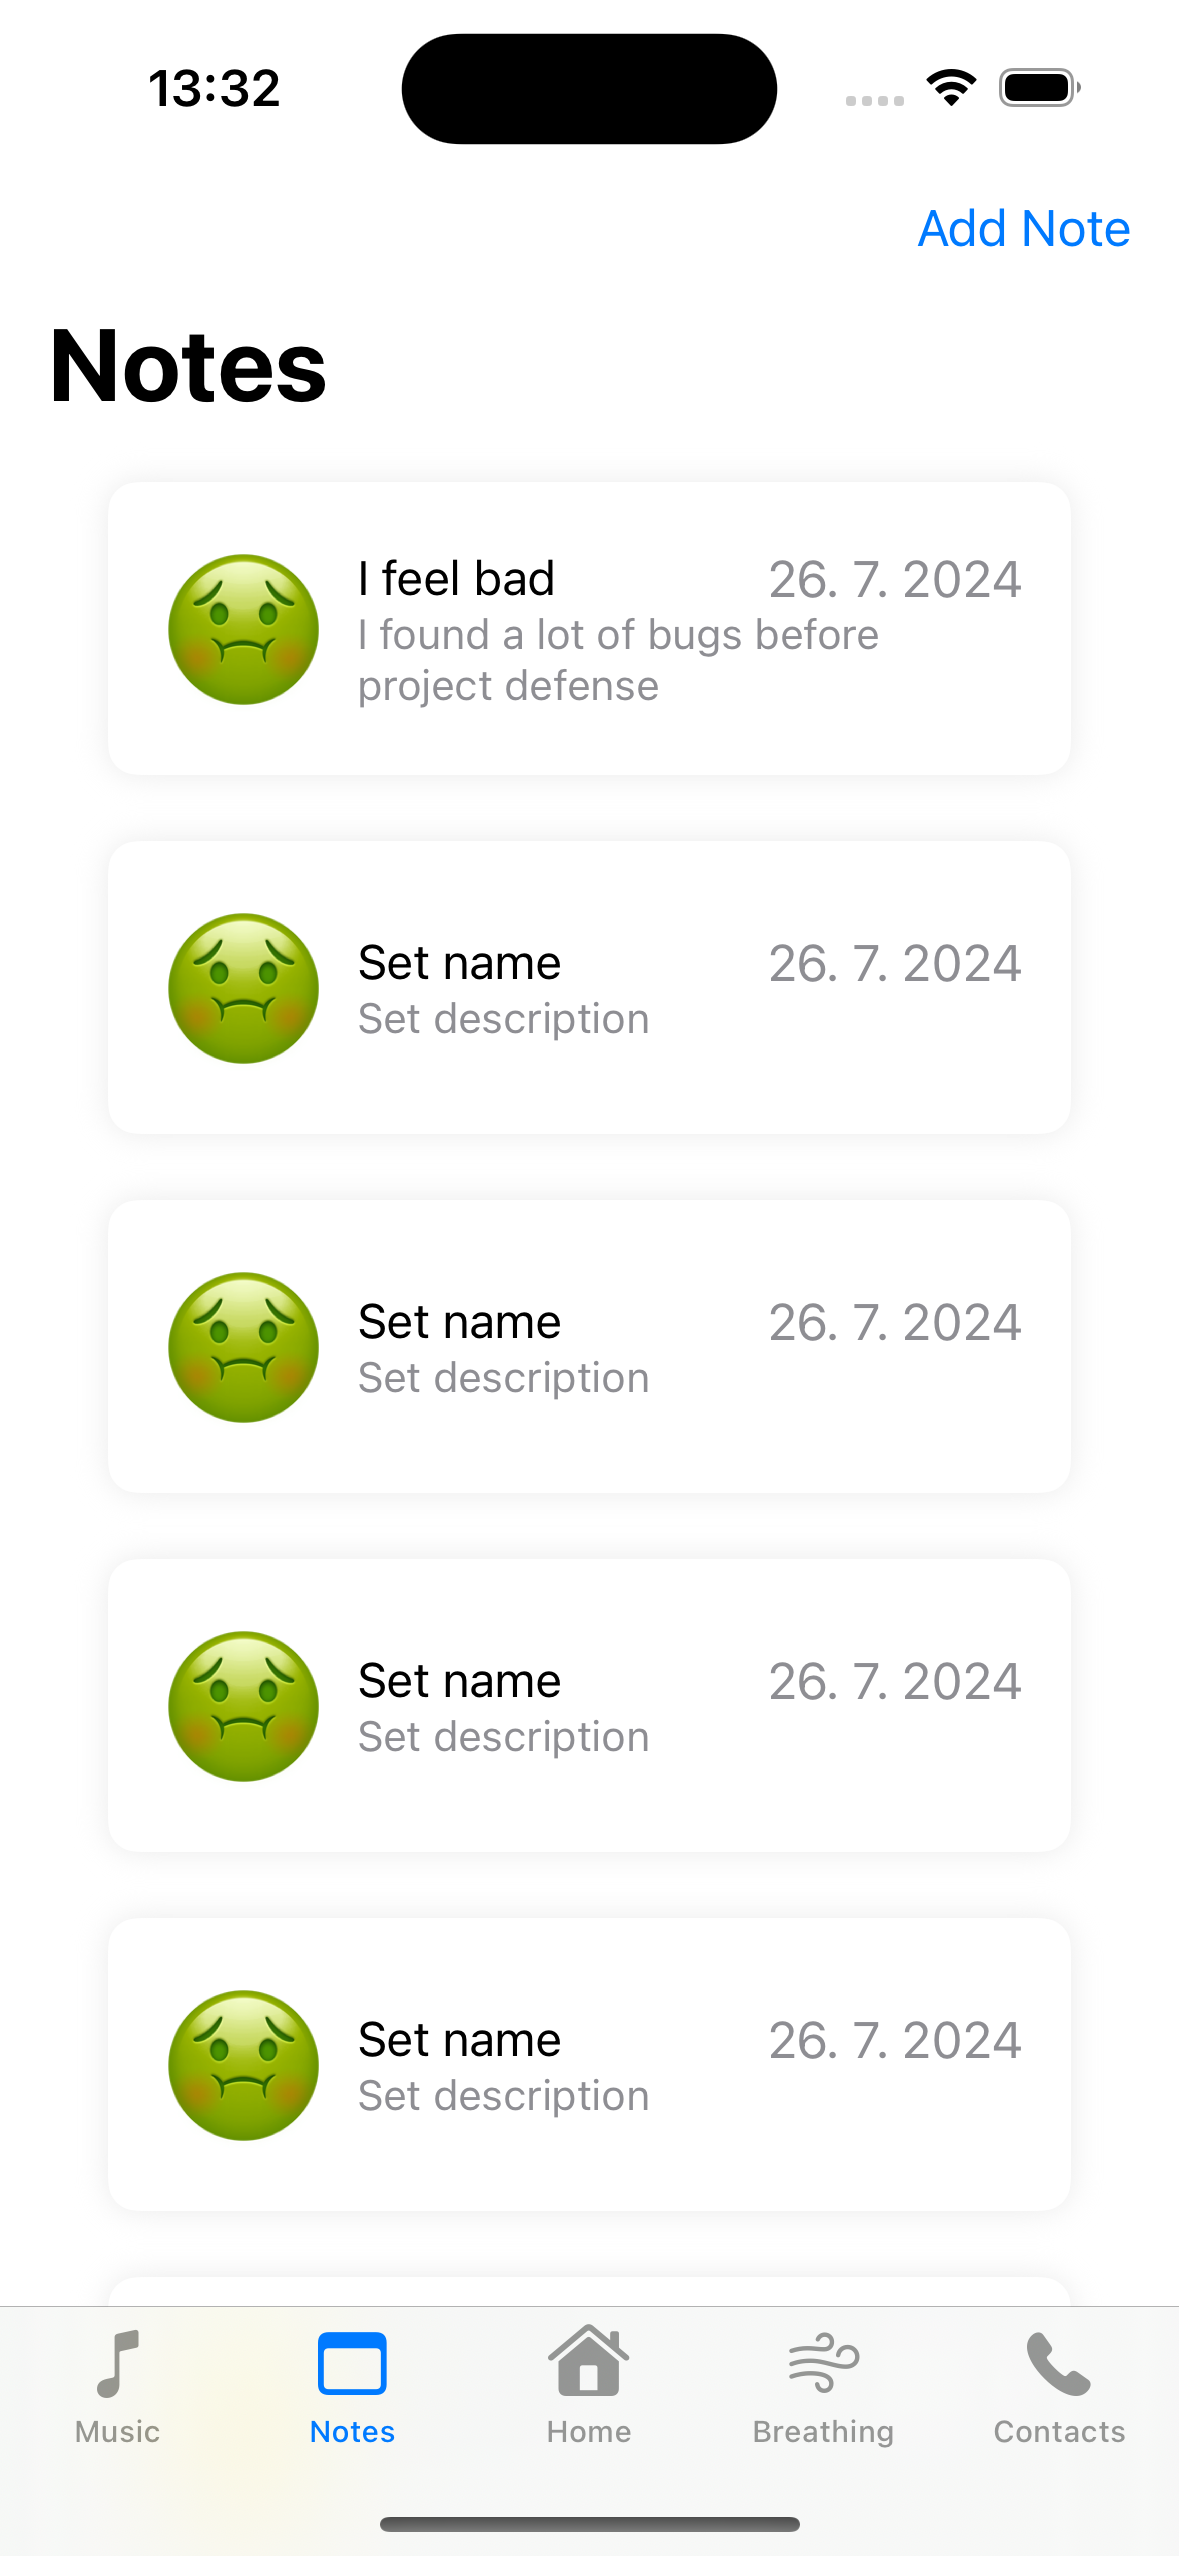 13:32
Add Note
Notes
I feel bad
26. 7. 2024
I found a lot of bugs before
project defense
Set name
26. 7. 2024
Set description
Set name
26. 7. 2024
Set description
Set name
26. 7. 2024
Set description
Set name
26. 7. 2024
Set description
Music
Notes
Home
Breathing
Contacts